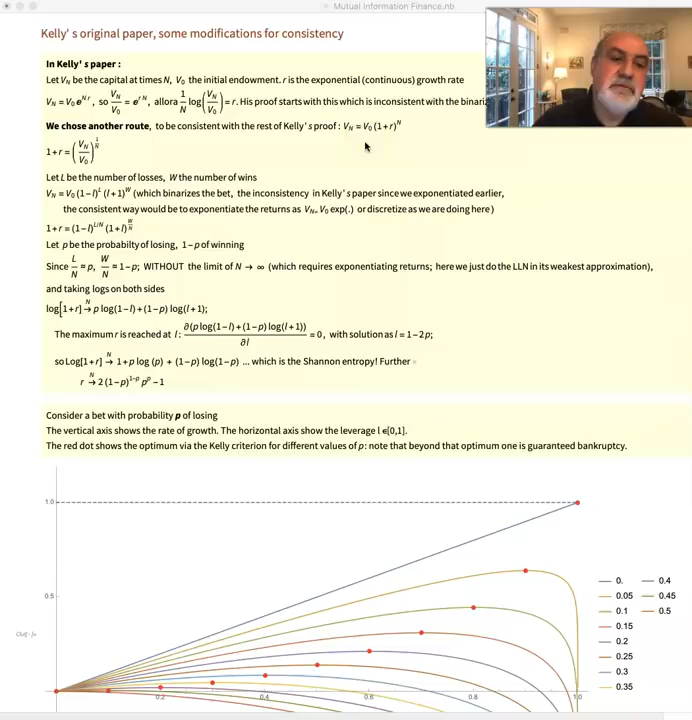 Mutual Information Finance.nb
Kelly's original paper, some modifications for consistency
In Kelly's paper :
Let V_N be the capital at times N, V_0 the initial endowment. r is the exponential (continuous) growth rate
V_N = V_0 e^{N r}, so V_N/V_0 = e^{r N}, allora 1/N log(V_N/V_0) = r. His proof starts with this which is inconsistent with the
We chose another route, to be consistent with the rest of Kelly's proof : V_N = V_0 (1+r)^N
1+r = (V_N/V_0)^{1/N}
Let L be the number of losses, W the number of wins
V_N = V_0 (1-l)^L (l+1)^W (which binarizes the bet, the inconsistency in Kelly's paper since we exponentiated earlier,
the consistent way would be to exponentiate the returns as V_N= V_0 exp(.) or discretize as we are doing here)
1+r = (1-l)^{L/N} (1+l)^{W/N}
Let p be the probabilty of losing, 1-p of winning
Since L/N ≈ p, W/N ≈ 1-p; WITHOUT the limit of N → ∞ (which requires exponentiating returns; here we just do the LLN in its weakest approximation),
and taking logs on both sides
log[1+r] →^N p log(1-l)+(1-p) log(l+1);
The maximum r is reached at l : ∂(p log(1-l)+(1-p) log(l+1))/∂l = 0, with solution as l = 1-2p;
so Log[1+r] →^N 1+p log (p) + (1-p) log(1-p) ... which is the Shannon entropy! Further
r →^N 2 (1-p)^{1-p} p^p -1
Consider a bet with probability p of losing
The vertical axis shows the rate of growth. The horizontal axis show the leverage l ∈[0,1].
The red dot shows the optimum via the Kelly criterion for different values of p : note that beyond that optimum one is guaranteed bankruptcy.
1.0
0.5
0.2 0.4 0.6 0.8 1.0
0. 0.4
0.05 0.45
0.1 0.5
0.15
0.2
0.25
0.3
0.35